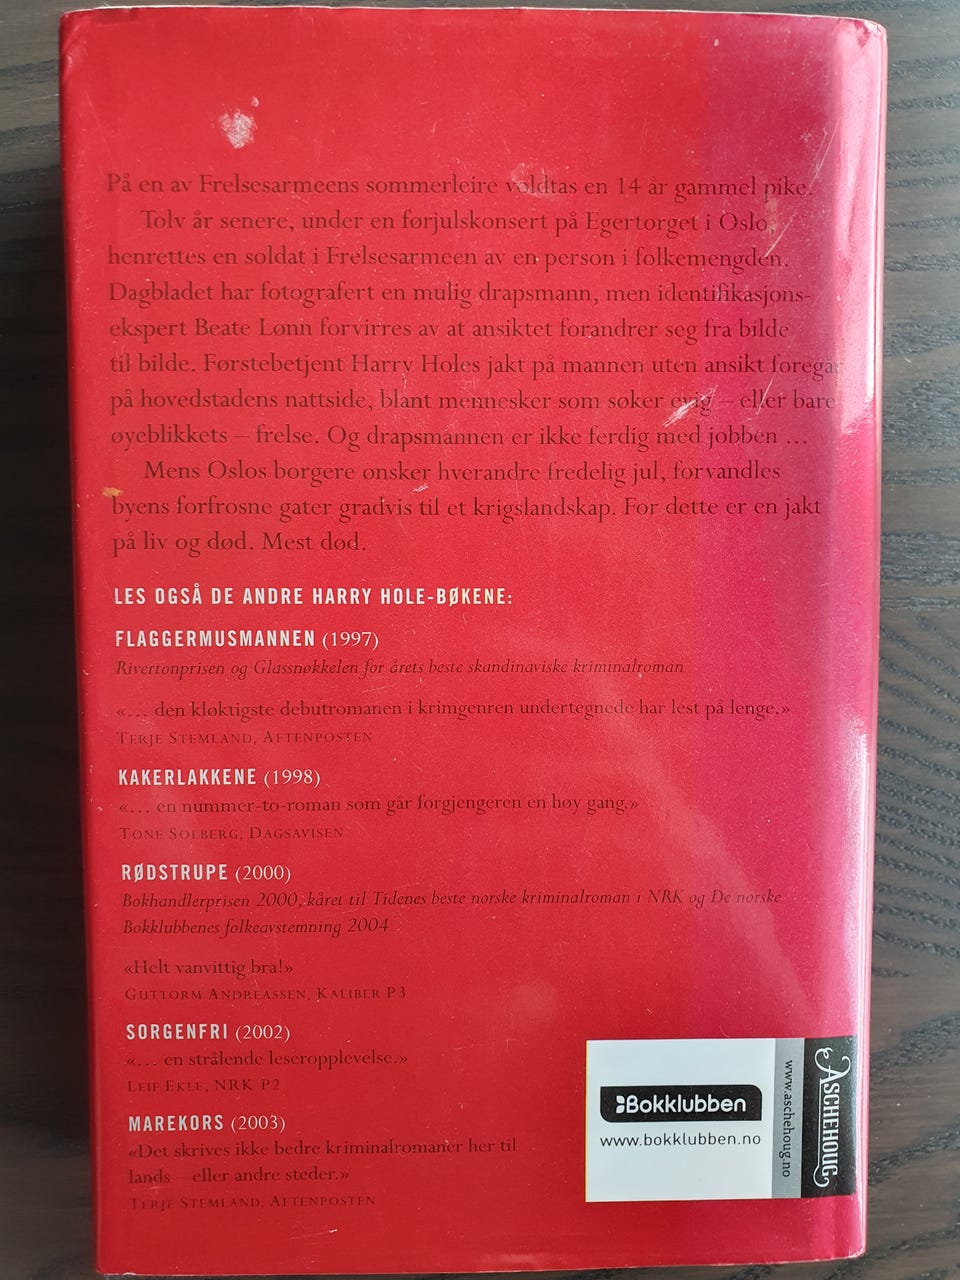 På en av Frelsesarmeens sommerleire voldtas en 14 år gammel pike.
Tolv år senere, under en førjulskonsert på Egertorget i Oslo,
henrettes en soldat i Frelsesarmeen av en person i folkemengden.
Dagbladet har fotografert en mulig drapsmann, men identifikasjons-
ekspert Beate Lønn forvirres av at ansiktet forandrer seg fra bilde
til bilde. Førstebetjent Harry Holes jakt på mannen uten ansikt foregår
på hovedstadens nattside, blant mennesker som søker evig – eller bare
øyeblikkets – frelse. Og drapsmannen er ikke ferdig med jobben ...
Mens Oslos borgere ønsker hverandre fredelig jul, forvandles
byens forfrosne gater gradvis til et krigslandskap. For dette er en jakt
på liv og død. Mest død.
LES OGSÅ DE ANDRE HARRY HOLE-BØKENE:
FLAGGERMUSMANNEN (1997)
Rivertonprisen og Glassnøkkelen for årets beste skandinaviske kriminalroman
«... den kløktigste debutromanen i krimgenren undertegnede har lest på lenge.»
TERJE STEMLAND, AFTENPOSTEN
KAKERLAKKENE (1998)
«... en nummer-to-roman som går forgjengeren en høy gang.»
TONE SOLBERG, DAGSAVISEN
RØDSTRUPE (2000)
Bokhandlerprisen 2000, kåret til Tidenes beste norske kriminalroman i NRK og De norske
Bokklubbenes folkeavstemning 2004
«Helt vanvittig bra!»
GUTTORM ANDREASSEN, KALIBER P3
SORGENFRI (2002)
«... en strålende leseropplevelse.»
LEIF EKLE, NRK P2
MAREKORS (2003)
«Det skrives ikke bedre kriminalromaner her til
lands – eller andre steder.»
TERJE STEMLAND, AFTENPOSTEN
Bokklubben
www.bokklubben.no
www.aschehoug.no
ASCHEHOUG